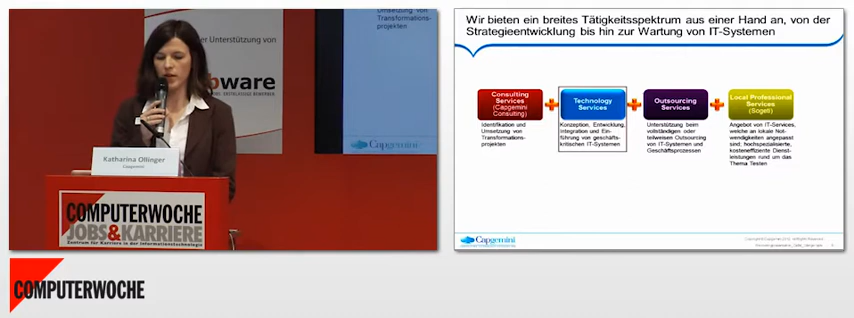 Umsetzung von
Transformations-
projekten
er Unterstützung von
ware
Capgemini
Katharina Ollinger
Capgemini
COMPUTERWOCHE
JOBS&KARRIERE
Zentrum für Karriere in der Informationstechnologie
COMPUTERWOCHE
Wir bieten ein breites Tätigkeitsspektrum aus einer Hand an, von der
Strategieentwicklung bis hin zur Wartung von IT-Systemen
Consulting
Services
(Capgemini
Consulting)
Identifikation und
Umsetzung von
Transformations-
projekten
Technology
Services
Konzeption, Entwicklung,
Integration und Ein-
führung von geschäfts-
kritischen IT-Systemen
Outsourcing
Services
Unterstützung beim
vollständigen oder
teilweisen Outsourcing
von IT-Systemen und
Geschäftsprozessen
Local Professional
Services
(Sogeti)
Angebot von IT-Services,
welche an lokale Not-
wendigkeiten angepasst
sind: hochspezialisierte,
kosteneffiziente Dienst-
leistungen rund um das
Thema Testen
Capgemini